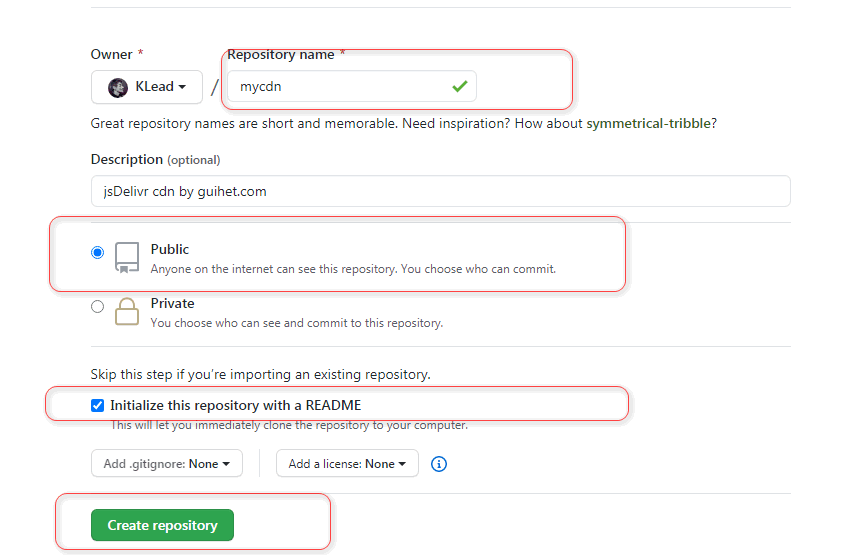 Owner * Repository name *
KLead / mycdn
Great repository names are short and memorable. Need inspiration? How about symmetrical-tribble?
Description (optional)
jsDelivr cdn by guihet.com
Public
Anyone on the internet can see this repository. You choose who can commit.
Private
You choose who can see and commit to this repository.
Skip this step if you’re importing an existing repository.
Initialize this repository with a README
This will let you immediately clone the repository to your computer.
Add .gitignore: None Add a license: None
Create repository